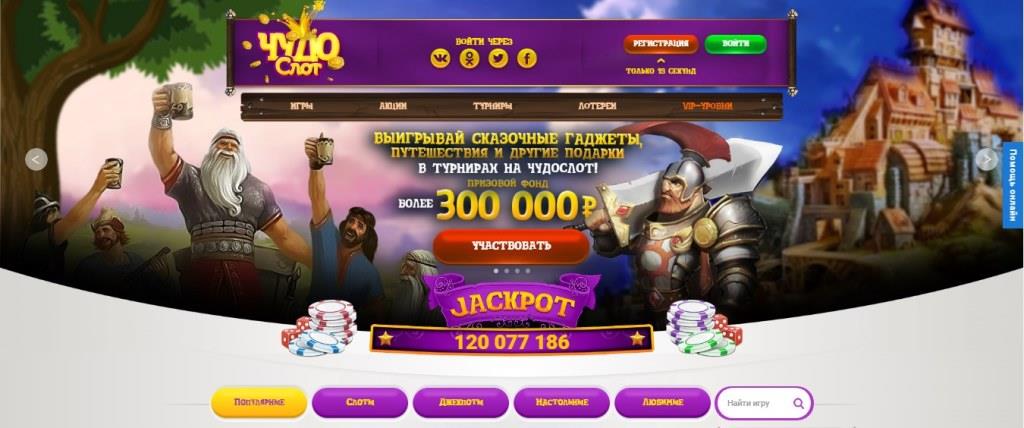 ЧУДО
СЛОТ
ВОЙТИ ЧЕРЕЗ
РЕГИСТРАЦИЯ
ВОЙТИ
ТОЛЬКО 15 СЕКУНД
ИГРЫ
АКЦИИ
ТУРНИРЫ
ЛОТЕРЕИ
VIP-УРОВНИ
ВЫИГРЫВАЙ СКАЗОЧНЫЕ ГАДЖЕТЫ,
ПУТЕШЕСТВИЯ И ДРУГИЕ ПОДАРКИ
В ТУРНИРАХ НА ЧУДОСЛОТ!
ПРИЗОВОЙ ФОНД
БОЛЕЕ 300 000 ₽
УЧАСТВОВАТЬ
Помощь онлайн
JACKPOT
120 077 186
ПОПУЛЯРНЫЕ
СЛОТЫ
ДЖЕКПОТЫ
НАСТОЛЬНЫЕ
ЛЮБИМЫЕ
Найти игру